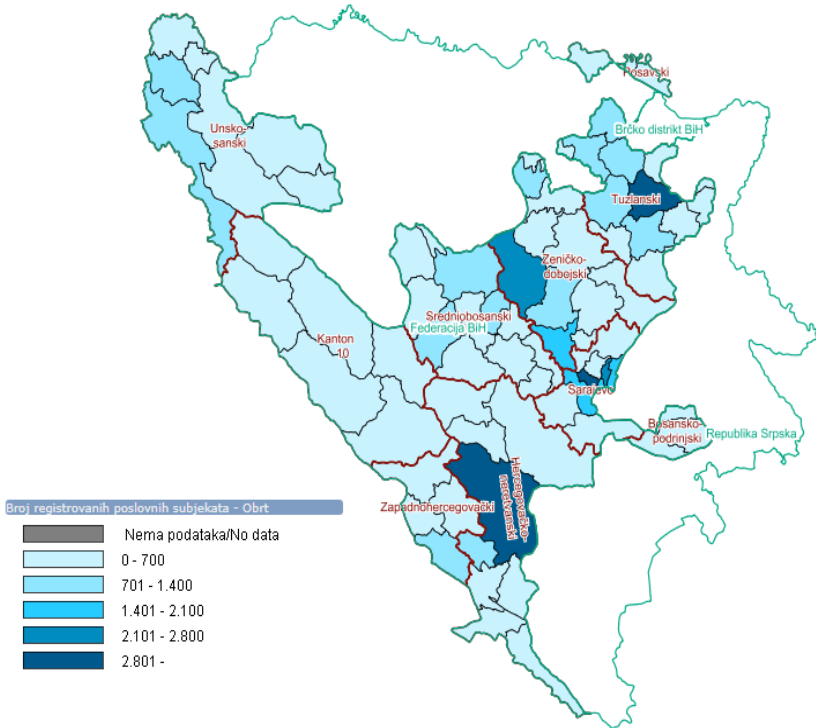 Posavski
Brčko distrikt BiH
Unsko-
sanski
Tuzlanski
Zeničko-
dobojski
Srednjobosanski
Federacija BiH
Kanton
10
Sarajevo
Bosansko-
podrinjski
Republika Srpska
Hercegovačko-
neretvanski
Zapadnohercegovački
Broj registrovanih poslovnih subjekata - Obrt
Nema podataka/No data
0 - 700
701 - 1.400
1.401 - 2.100
2.101 - 2.800
2.801 -